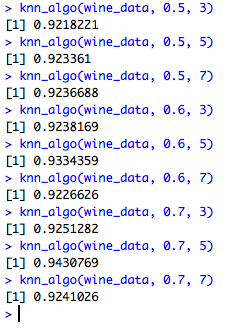 > knn_algo(wine_data, 0.5, 3)
[1] 0.9218221
> knn_algo(wine_data, 0.5, 5)
[1] 0.923361
> knn_algo(wine_data, 0.5, 7)
[1] 0.9236688
> knn_algo(wine_data, 0.6, 3)
[1] 0.9238169
> knn_algo(wine_data, 0.6, 5)
[1] 0.9334359
> knn_algo(wine_data, 0.6, 7)
[1] 0.9226626
> knn_algo(wine_data, 0.7, 3)
[1] 0.9251282
> knn_algo(wine_data, 0.7, 5)
[1] 0.9430769
> knn_algo(wine_data, 0.7, 7)
[1] 0.9241026
>